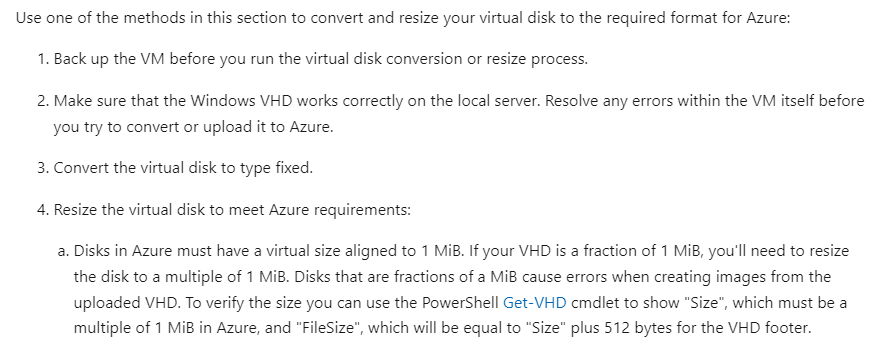 Use one of the methods in this section to convert and resize your virtual disk to the required format for Azure:
1. Back up the VM before you run the virtual disk conversion or resize process.
2. Make sure that the Windows VHD works correctly on the local server. Resolve any errors within the VM itself before
you try to convert or upload it to Azure.
3. Convert the virtual disk to type fixed.
4. Resize the virtual disk to meet Azure requirements:
a. Disks in Azure must have a virtual size aligned to 1 MiB. If your VHD is a fraction of 1 MiB, you'll need to resize
the disk to a multiple of 1 MiB. Disks that are fractions of a MiB cause errors when creating images from the
uploaded VHD. To verify the size you can use the PowerShell Get-VHD cmdlet to show "Size", which must be a
multiple of 1 MiB in Azure, and "FileSize", which will be equal to "Size" plus 512 bytes for the VHD footer.